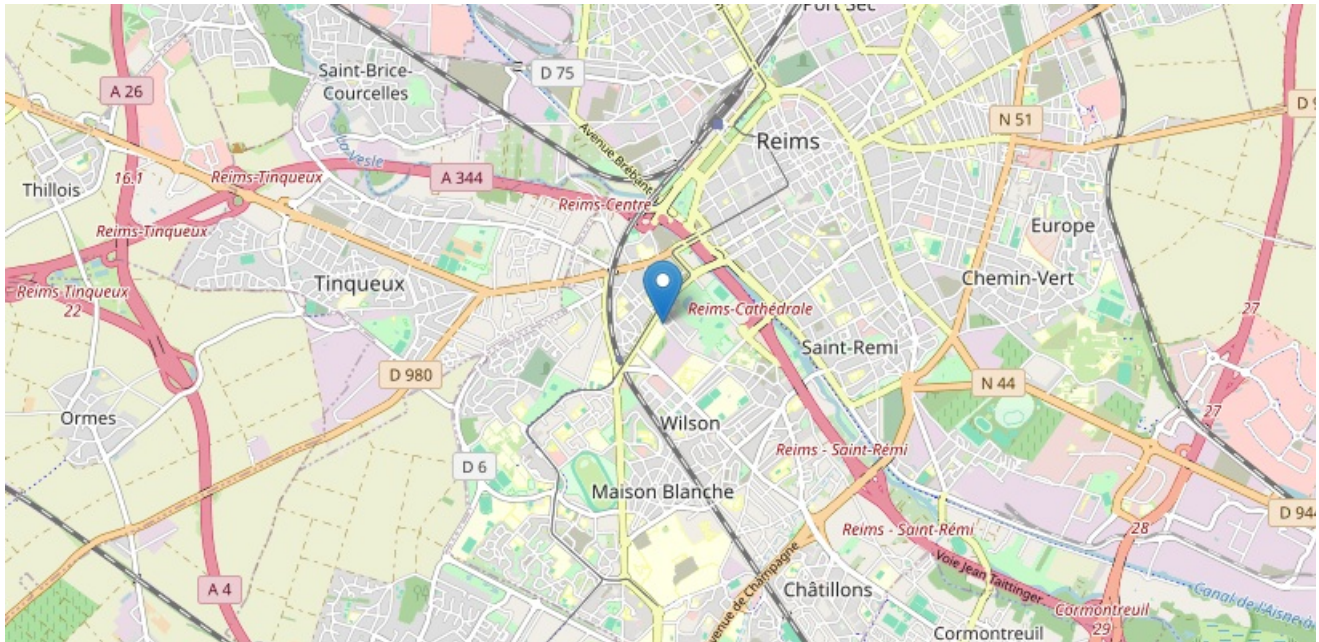 Port Sec
A 26
Saint-Brice-
Courcelles
D 75
N 51
Reims
Avenue Brébant
La Vesle
16.1
Reims-Tinqueux
A 344
Thillois
Reims-Centre
Reims-Tinqueux
Europe
Tinqueux
Chemin-Vert
Reims-Tinqueux
22
Reims-Cathédrale
27
Saint-Remi
D 980
N 44
Ormes
27
Wilson
Reims - Saint-Rémi
D 6
Maison Blanche
D 944
Reims - Saint-Rémi
28
Voie Jean Taittinger
A 4
Avenue de Champagne
Châtillons
Canal de l'Aisne
Cormontreuil
29
Cormontreuil